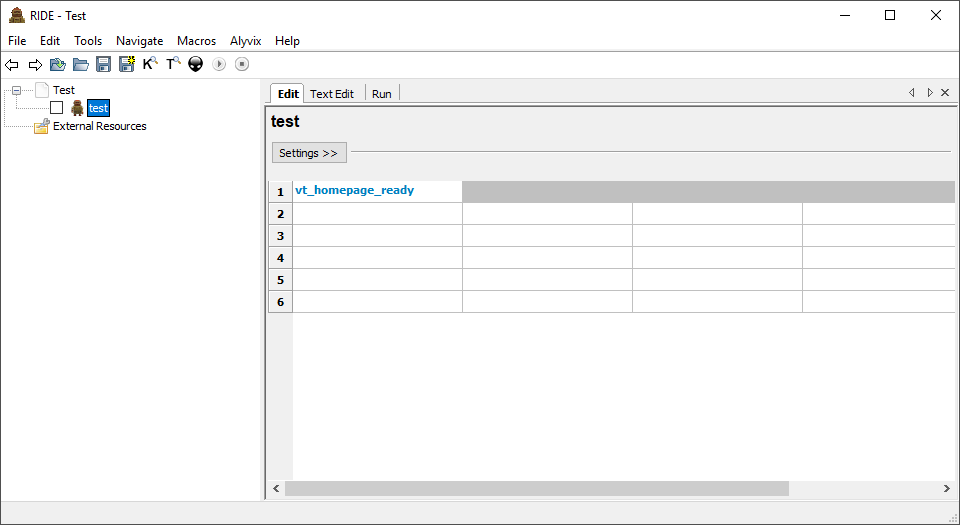 RIDE - Test
File Edit Tools Navigate Macros Alyvix Help
K T
Test
test
External Resources
Edit Text Edit Run
test
Settings >>
1 vt_homepage_ready
2
3
4
5
6